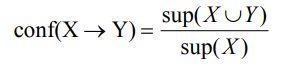 conf(X → Y) = sup(X ∪ Y) / sup(X)